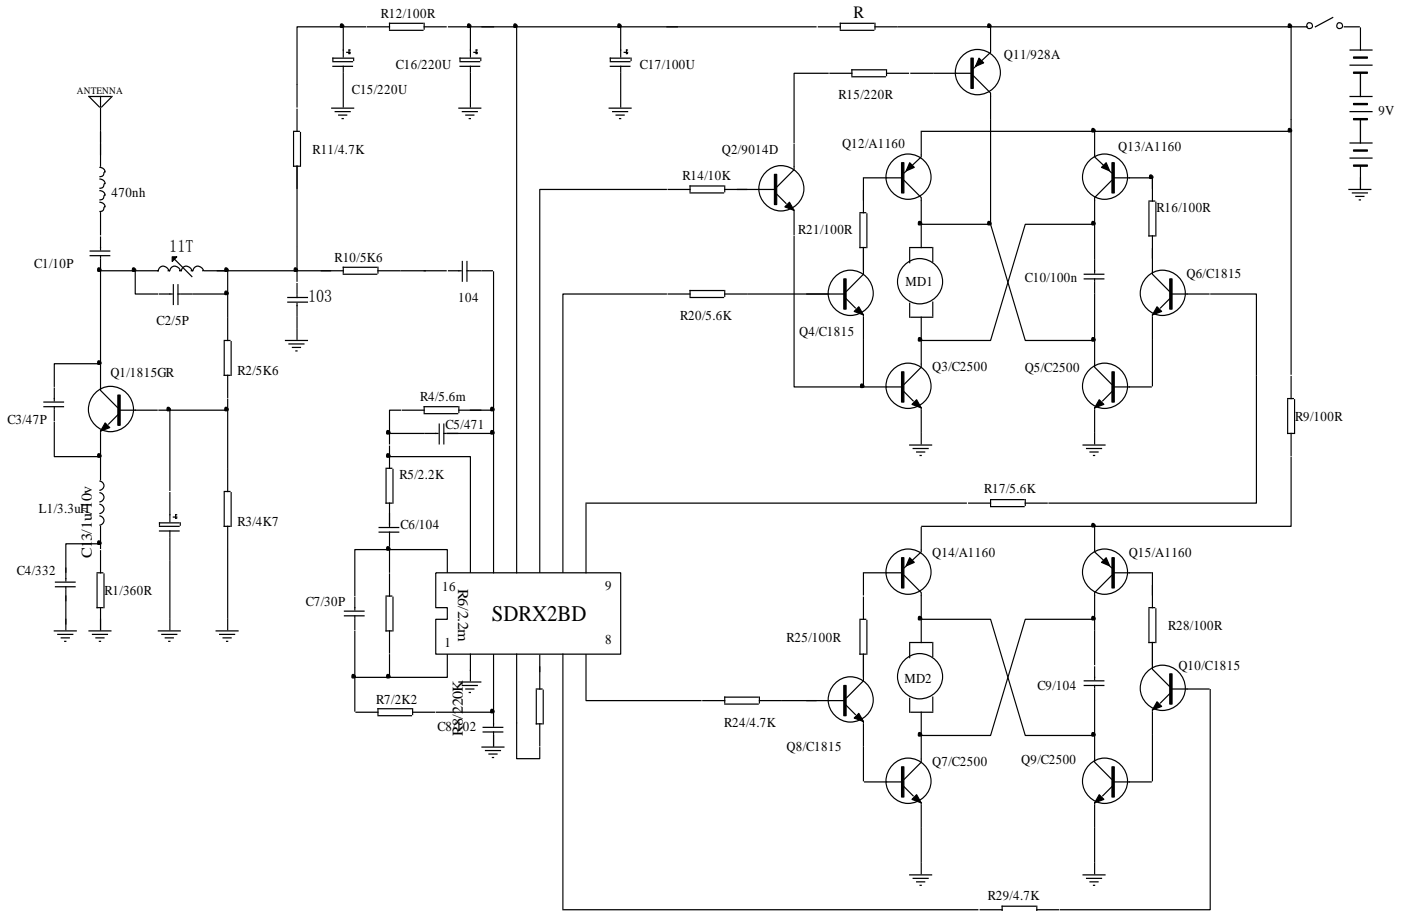 R12/100R
R
C16/220U
C15/220U
C17/100U
Q11/928A
R15/220R
9V
ANTENNA
R11/4.7K
Q2/9014D
Q12/A1160
Q13/A1160
R14/10K
470nh
R21/100R
R16/100R
C1/10P
11T
R10/5K6
103
104
MD1
C10/100n
Q6/C1815
C2/5P
R20/5.6K
Q4/C1815
Q1/1815GR
R2/5K6
Q3/C2500
Q5/C2500
C3/47P
R4/5.6m
C5/471
R9/100R
R5/2.2K
R17/5.6K
L1/3.3uH
C13/1u/10v
R3/4K7
C6/104
Q14/A1160
Q15/A1160
C4/332
R1/360R
C7/30P
16
9
R6/2.2m
SDRX2BD
1
8
R25/100R
R28/100R
MD2
Q10/C1815
C9/104
R7/2K2
R8/220K
C8/202
R24/4.7K
Q8/C1815
Q7/C2500
Q9/C2500
R29/4.7K